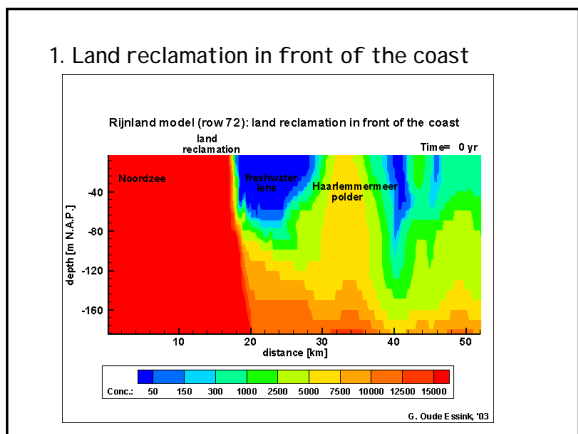 1. Land reclamation in front of the coast
Rijnland model (row 72): land reclamation in front of the coast
land
reclamation
Time= 0 yr
Noordzee
freshwater
lens
Haarlemmermeer
polder
depth [m N.A.P.]
-40
-80
-120
-160
10 20 30 40 50
distance [km]
Conc.: 50 150 300 1000 2500 5000 7500 10000 12500 15000
G. Oude Essink, '03